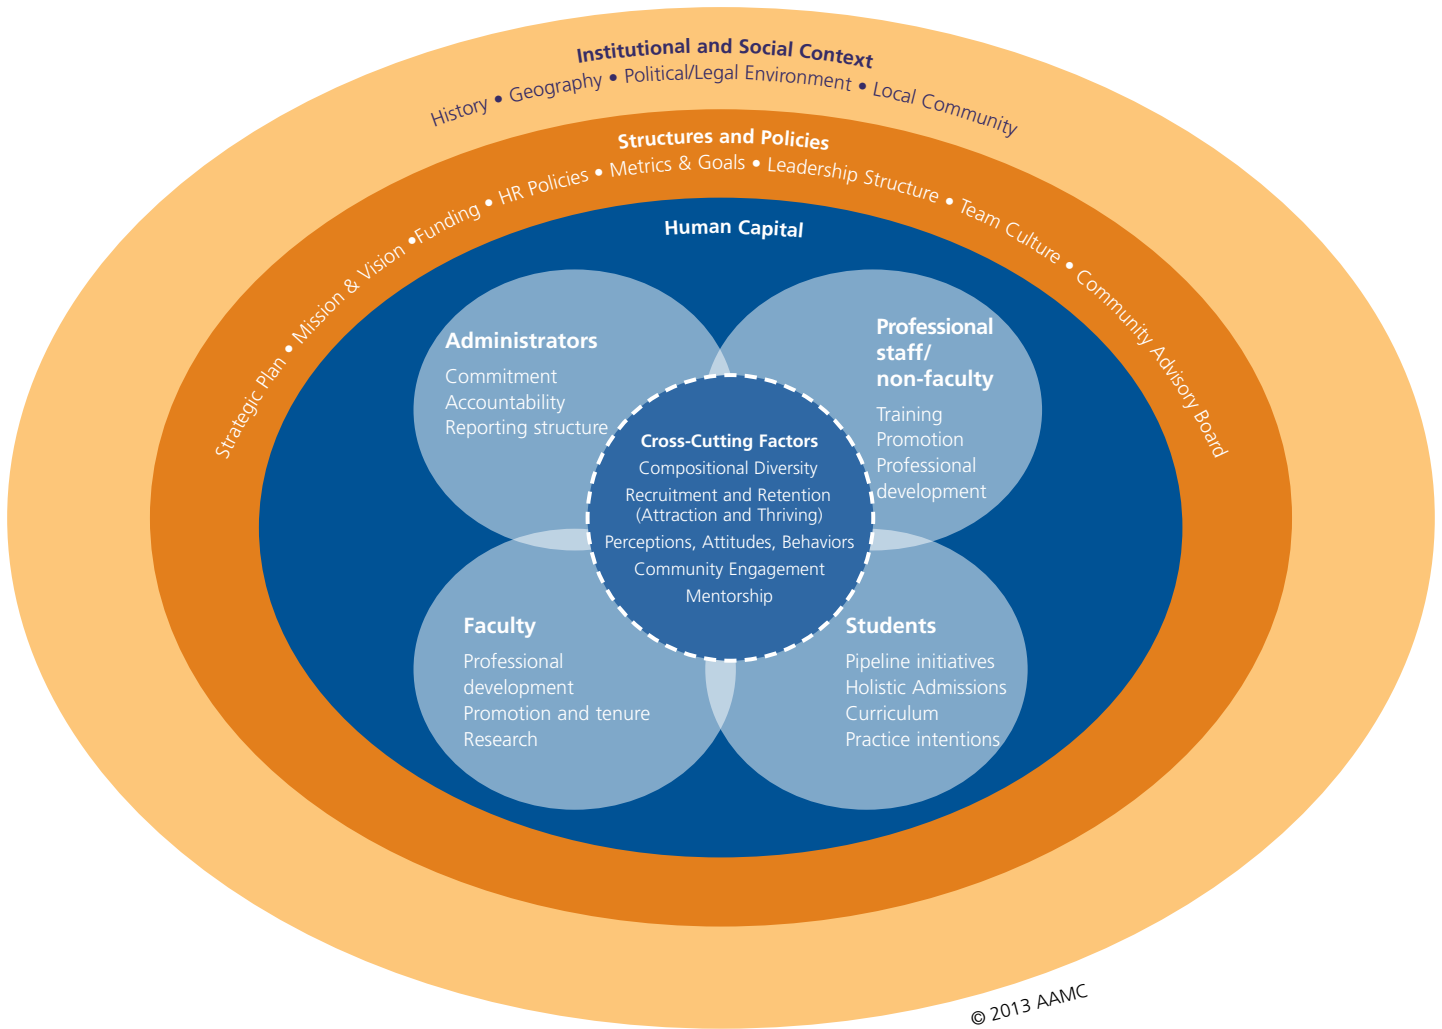 Institutional and Social Context
History • Geography • Political/Legal Environment • Local Community
Structures and Policies
Strategic Plan • Mission & Vision •Funding • HR Policies • Metrics & Goals • Leadership Structure • Team Culture • Community Advisory Board
Human Capital
Administrators
Commitment
Accountability
Reporting structure
Professional
staff/
non-faculty
Training
Promotion
Professional
development
Cross-Cutting Factors
Compositional Diversity
Recruitment and Retention
(Attraction and Thriving)
Perceptions, Attitudes, Behaviors
Community Engagement
Mentorship
Faculty
Professional
development
Promotion and tenure
Research
Students
Pipeline initiatives
Holistic Admissions
Curriculum
Practice intentions
© 2013 AAMC